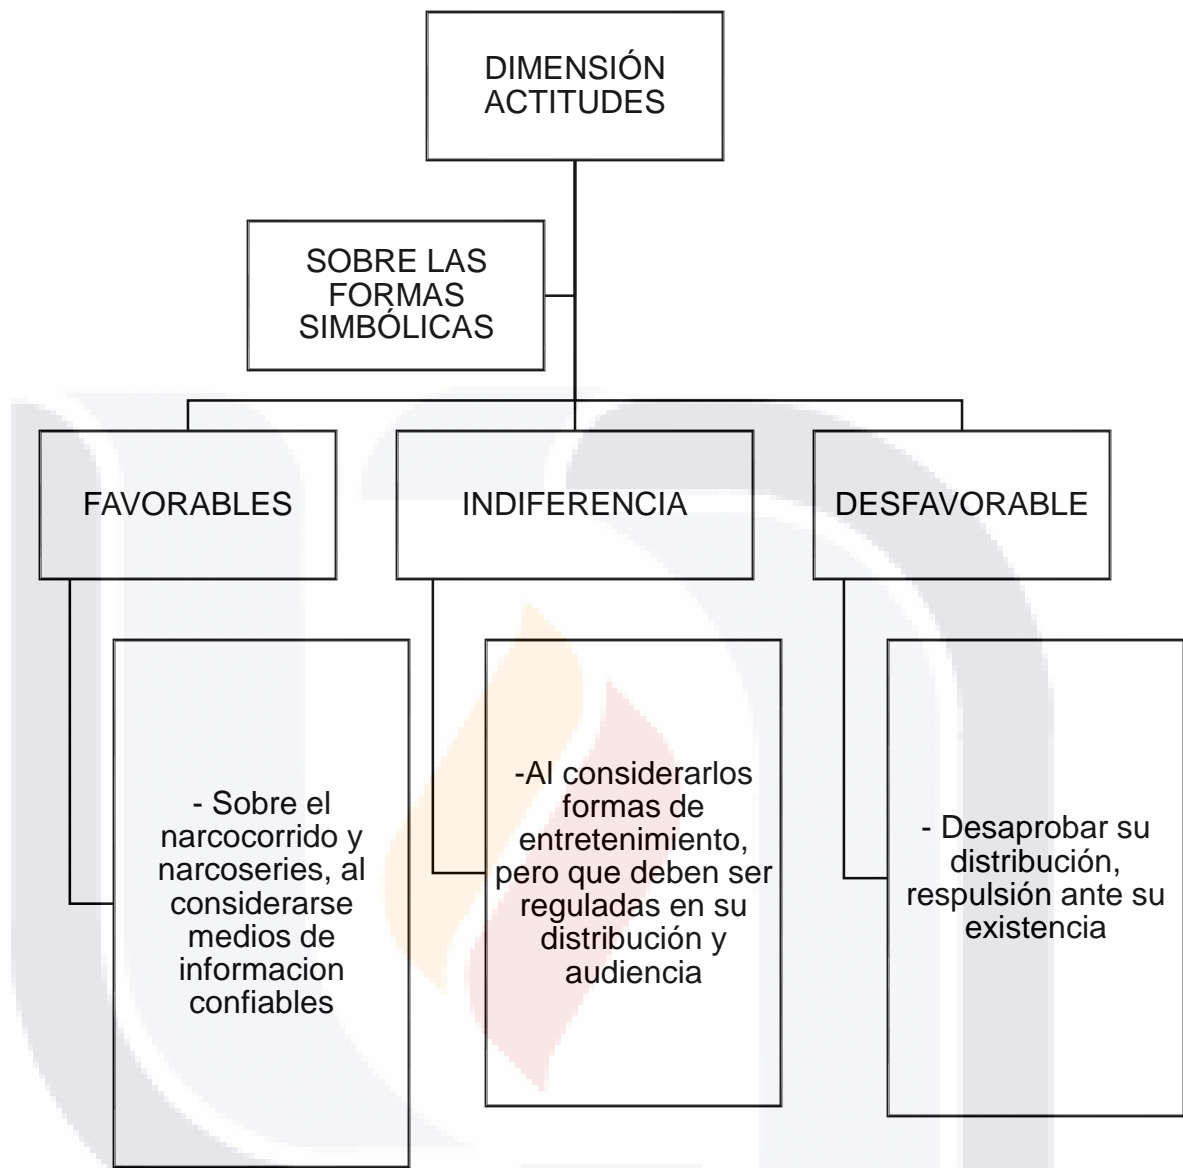 DIMENSIÓN
ACTITUDES
SOBRE LAS
FORMAS
SIMBÓLICAS
FAVORABLES
INDIFERENCIA
DESFAVORABLE
- Sobre el
narcocorrido y
narcoseries, al
considerarse
medios de
informacion
confiables
-Al considerarlos
formas de
entretenimiento,
pero que deben ser
reguladas en su
distribución y
audiencia
- Desaprobar su
distribución,
respulsión ante su
existencia